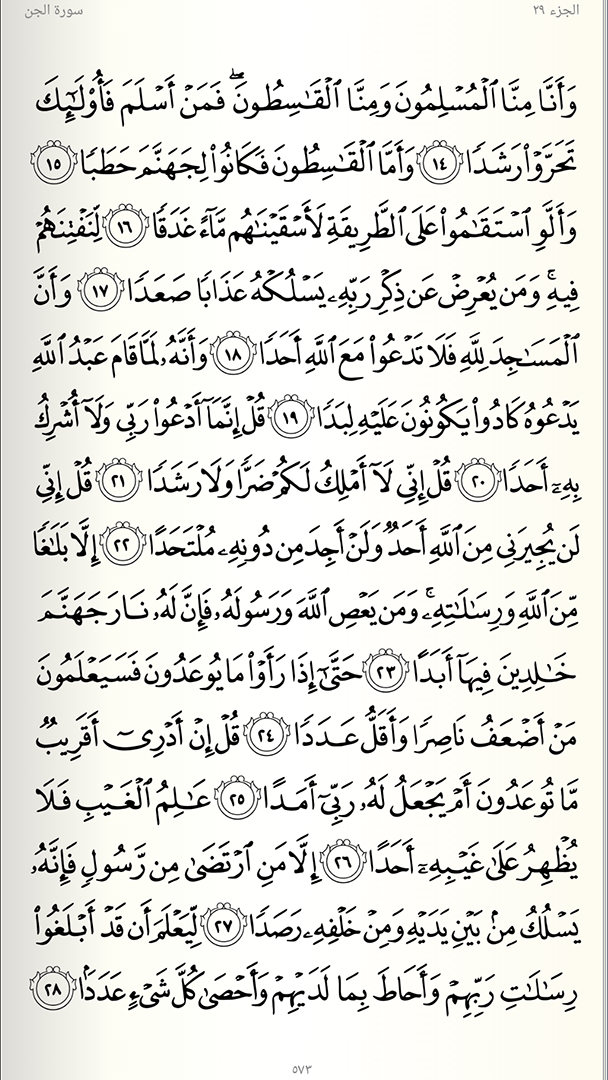 الجزء ٢٩
سورة الجن
وَأَنَّا مِنَّا ٱلْمُسْلِمُونَ وَمِنَّا ٱلْقَٰسِطُونَۖ فَمَنْ أَسْلَمَ فَأُو۟لَٰٓئِكَ
تَحَرَّوْا۟ رَشَدًا ١٤ وَأَمَّا ٱلْقَٰسِطُونَ فَكَانُوا۟ لِجَهَنَّمَ حَطَبًا ١٥
وَأَلَّوِ ٱسْتَقَٰمُوا۟ عَلَى ٱلطَّرِيقَةِ لَأَسْقَيْنَٰهُم مَّآءً غَدَقًا ١٦ لِّنَفْتِنَهُمْ
فِيهِۚ وَمَن يُعْرِضْ عَن ذِكْرِ رَبِّهِۦ يَسْلُكْهُ عَذَابًا صَعَدًا ١٧ وَأَنَّ
ٱلْمَسَٰجِدَ لِلَّهِ فَلَا تَدْعُوا۟ مَعَ ٱللَّهِ أَحَدًا ١٨ وَأَنَّهُۥ لَمَّا قَامَ عَبْدُ ٱللَّهِ
يَدْعُوهُ كَادُوا۟ يَكُونُونَ عَلَيْهِ لِبَدًا ١٩ قُلْ إِنَّمَآ أَدْعُوا۟ رَبِّى وَلَآ أُشْرِكُ
بِهِۦٓ أَحَدًا ٢٠ قُلْ إِنِّى لَآ أَمْلِكُ لَكُمْ ضَرًّا وَلَا رَشَدًا ٢١ قُلْ إِنِّى
لَن يُجِيرَنِى مِنَ ٱللَّهِ أَحَدٌ وَلَنْ أَجِدَ مِن دُونِهِۦ مُلْتَحَدًا ٢٢ إِلَّا بَلَٰغًا
مِّنَ ٱللَّهِ وَرِسَٰلَٰتِهِۦۚ وَمَن يَعْصِ ٱللَّهَ وَرَسُولَهُۥ فَإِنَّ لَهُۥ نَارَ جَهَنَّمَ
خَٰلِدِينَ فِيهَآ أَبَدًا ٢٣ حَتَّىٰٓ إِذَا رَأَوْا۟ مَا يُوعَدُونَ فَسَيَعْلَمُونَ
مَنْ أَضْعَفُ نَاصِرًا وَأَقَلُّ عَدَدًا ٢٤ قُلْ إِنْ أَدْرِىٓ أَقَرِيبٌ
مَّا تُوعَدُونَ أَمْ يَجْعَلُ لَهُۥ رَبِّىٓ أَمَدًا ٢٥ عَٰلِمُ ٱلْغَيْبِ فَلَا
يُظْهِرُ عَلَىٰ غَيْبِهِۦٓ أَحَدًا ٢٦ إِلَّا مَنِ ٱرْتَضَىٰ مِن رَّسُولٍ فَإِنَّهُۥ
يَسْلُكُ مِنۢ بَيْنِ يَدَيْهِ وَمِنْ خَلْفِهِۦ رَصَدًا ٢٧ لِّيَعْلَمَ أَن قَدْ أَبْلَغُوا۟
رِسَٰلَٰتِ رَبِّهِمْ وَأَحَاطَ بِمَا لَدَيْهِمْ وَأَحْصَىٰ كُلَّ شَىْءٍ عَدَدًۢا ٢٨
٥٧٣